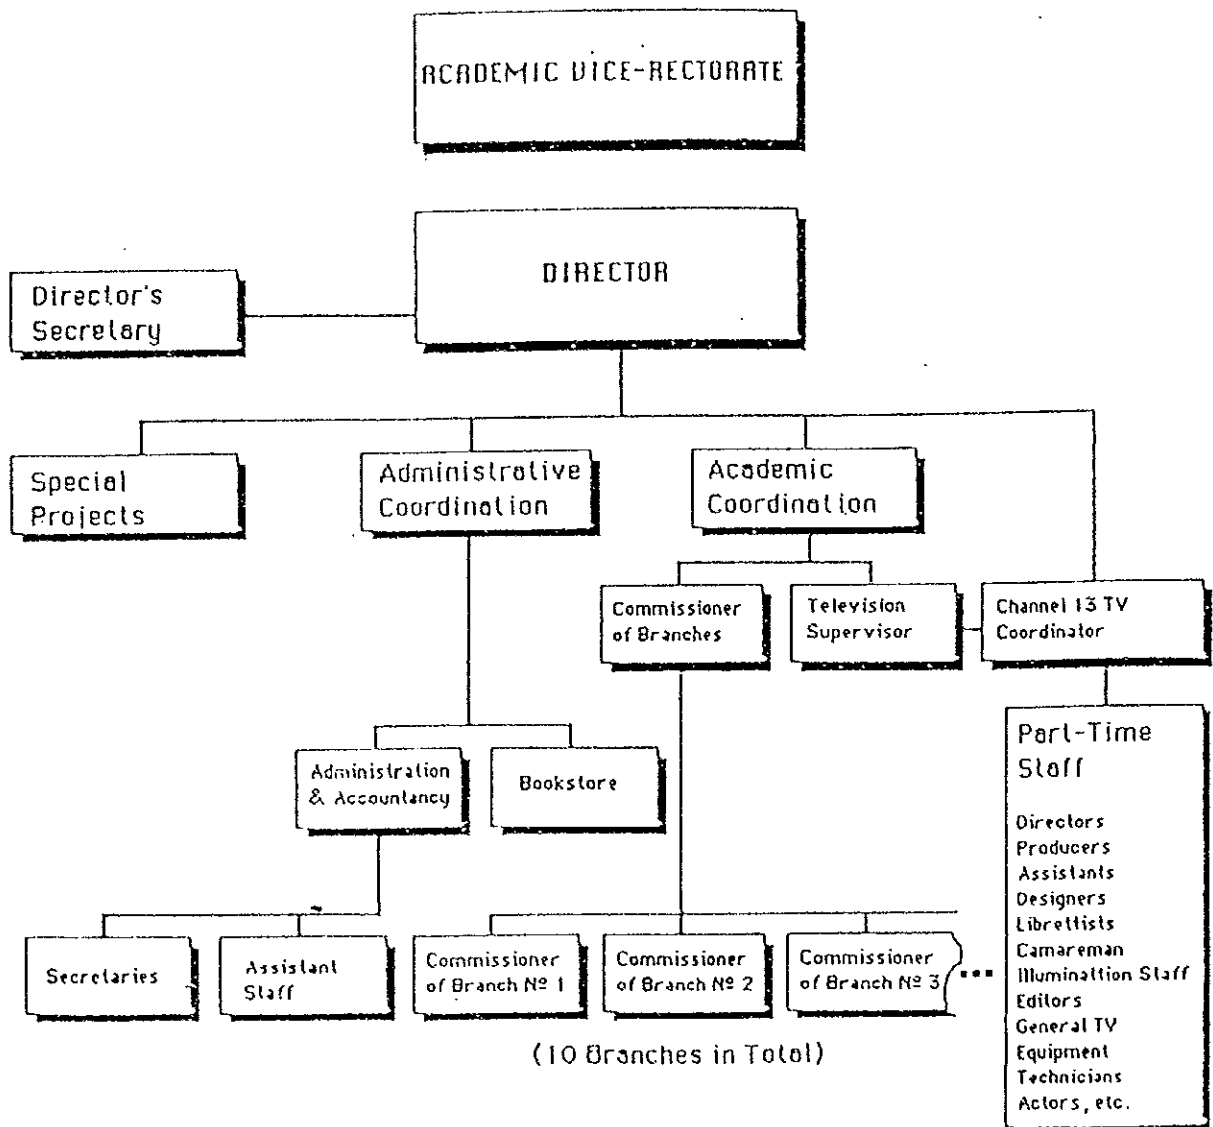 ACADEMIC VICE-RECTORATE
DIRECTOR
Director's
Secretary
Special
Projects
Administrative
Coordination
Academic
Coordination
Commissioner
of Branches
Television
Supervisor
Channel 13 TV
Coordinator
Administration
& Accountancy
Bookstore
Part-Time
Staff
Directors
Producers
Assistants
Designers
Librettists
Camareman
Illuminattion Staff
Editors
General TV
Equipment
Technicians
Actors, etc.
Secretaries
Assistant
Staff
Commissioner
of Branch Nº 1
Commissioner
of Branch Nº 2
Commissioner
of Branch Nº 3
...
(10 Branches in Total)